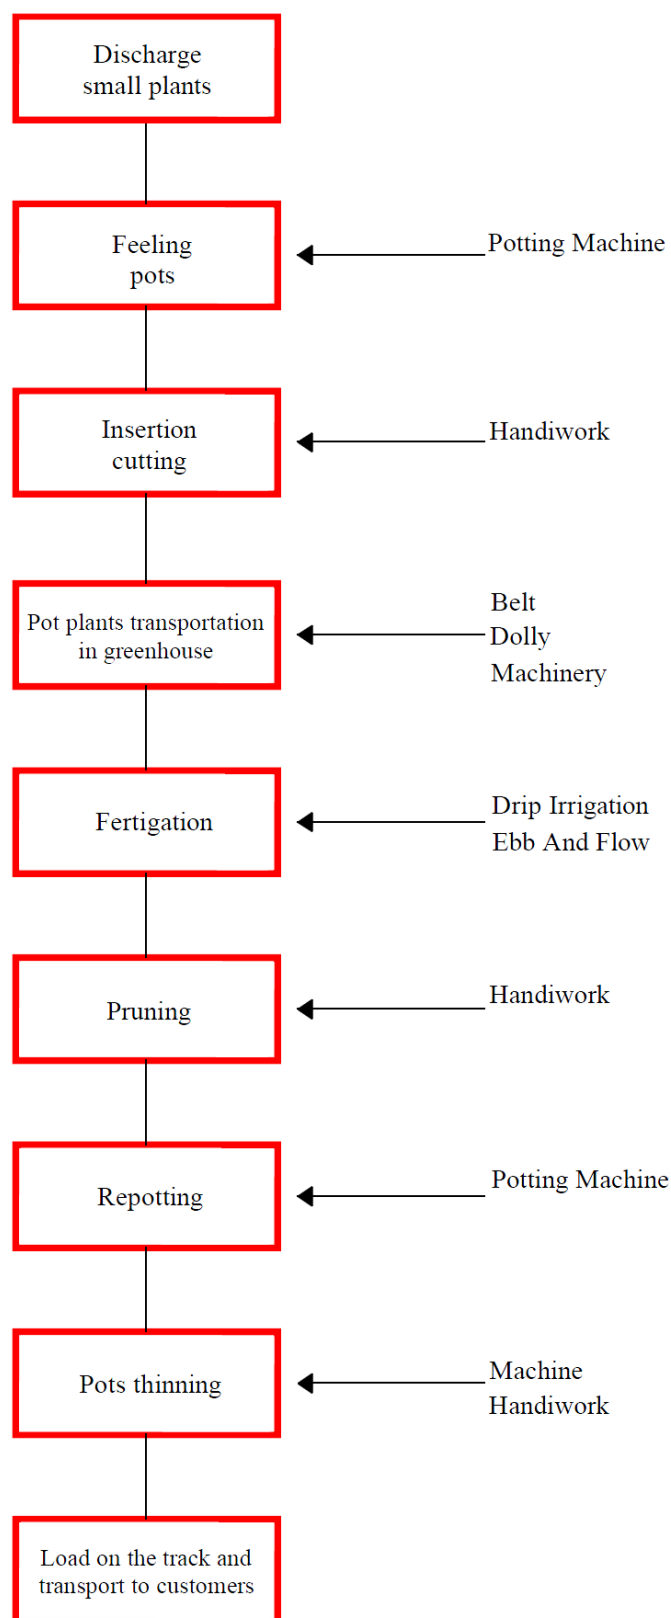 Discharge
small plants
Feeling
pots
Potting Machine
Insertion
cutting
Handiwork
Pot plants transportation
in greenhouse
Belt
Dolly
Machinery
Fertigation
Drip Irrigation
Ebb And Flow
Pruning
Handiwork
Repotting
Potting Machine
Pots thinning
Machine
Handiwork
Load on the track and
transport to customers